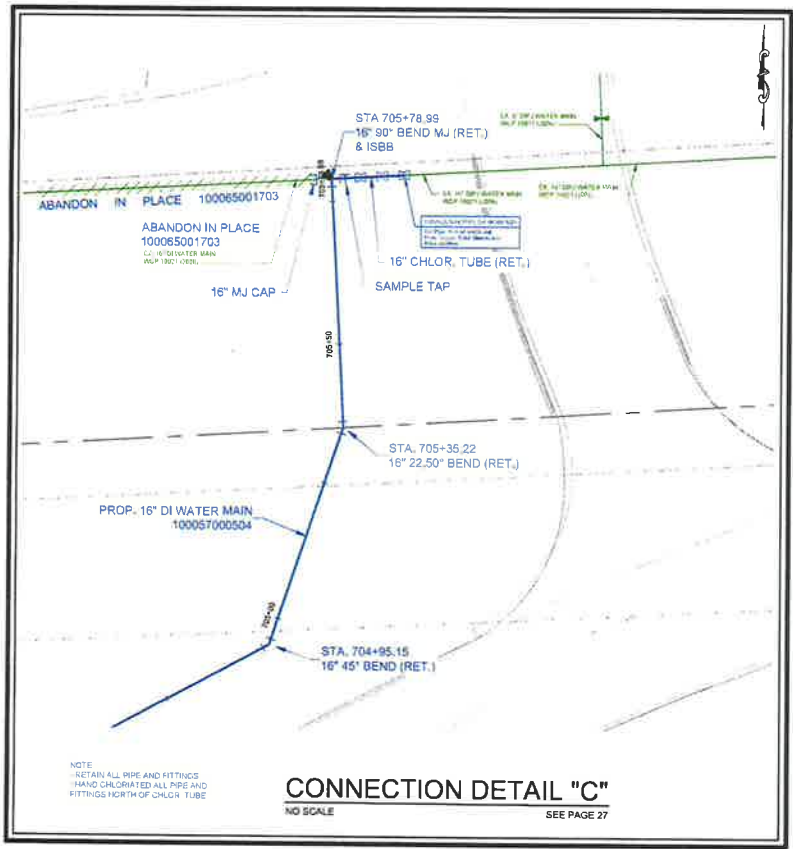 STA 705+78.99
16" 90° BEND MJ (RET.)
& ISBB
ABANDON IN PLACE 100065001703
ABANDON IN PLACE
100065001703
16" MJ CAP
16" CHLOR. TUBE (RET.)
SAMPLE TAP
705+50
STA. 705+35.22
16" 22.50° BEND (RET.)
PROP. 16" DI WATER MAIN
100057000504
705+00
STA. 704+95.15
16" 45° BEND (RET.)
NOTE
RETAIN ALL PIPE AND FITTINGS
HAND CHLORIATED ALL PIPE AND
FITTINGS NORTH OF CHLOR TUBE
CONNECTION DETAIL "C"
NO SCALE
SEE PAGE 27